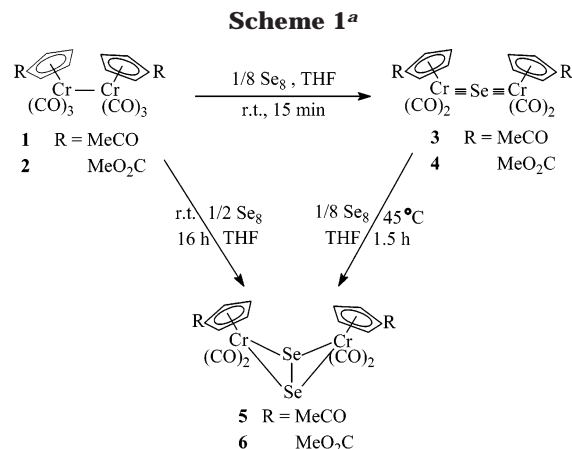 Scheme 1a
R R R R
Cr — Cr 1/8 Se8 , THF Cr ≡ Se ≡ Cr
(CO)3 (CO)3 r.t., 15 min (CO)2 (CO)2
1 R = MeCO 3 R = MeCO
2 MeO2C 4 MeO2C
r.t. 1/2 Se8 1/8 Se8 45°C
16 h THF THF 1.5 h
R R
Cr Cr
(CO)2 Se (CO)2
Se
5 R = MeCO
6 MeO2C